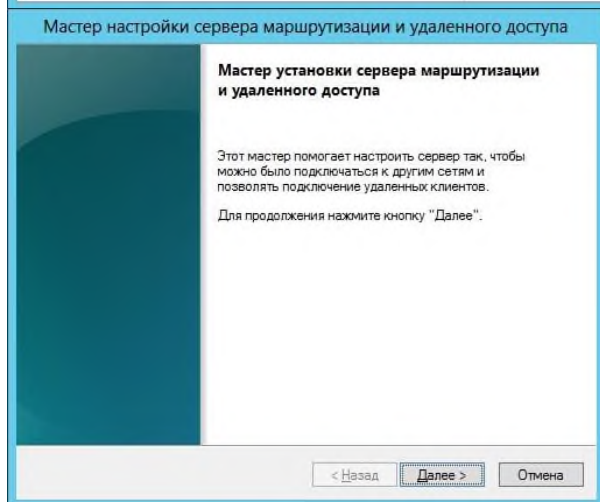 Мастер настройки сервера маршрутизации и удаленного доступа
Мастер установки сервера маршрутизации
и удаленного доступа
Этот мастер помогает настроить сервер так, чтобы
можно было подключаться к другим сетям и
позволять подключение удаленных клиентов.
Для продолжения нажмите кнопку "Далее".
< Назад Далее > Отмена